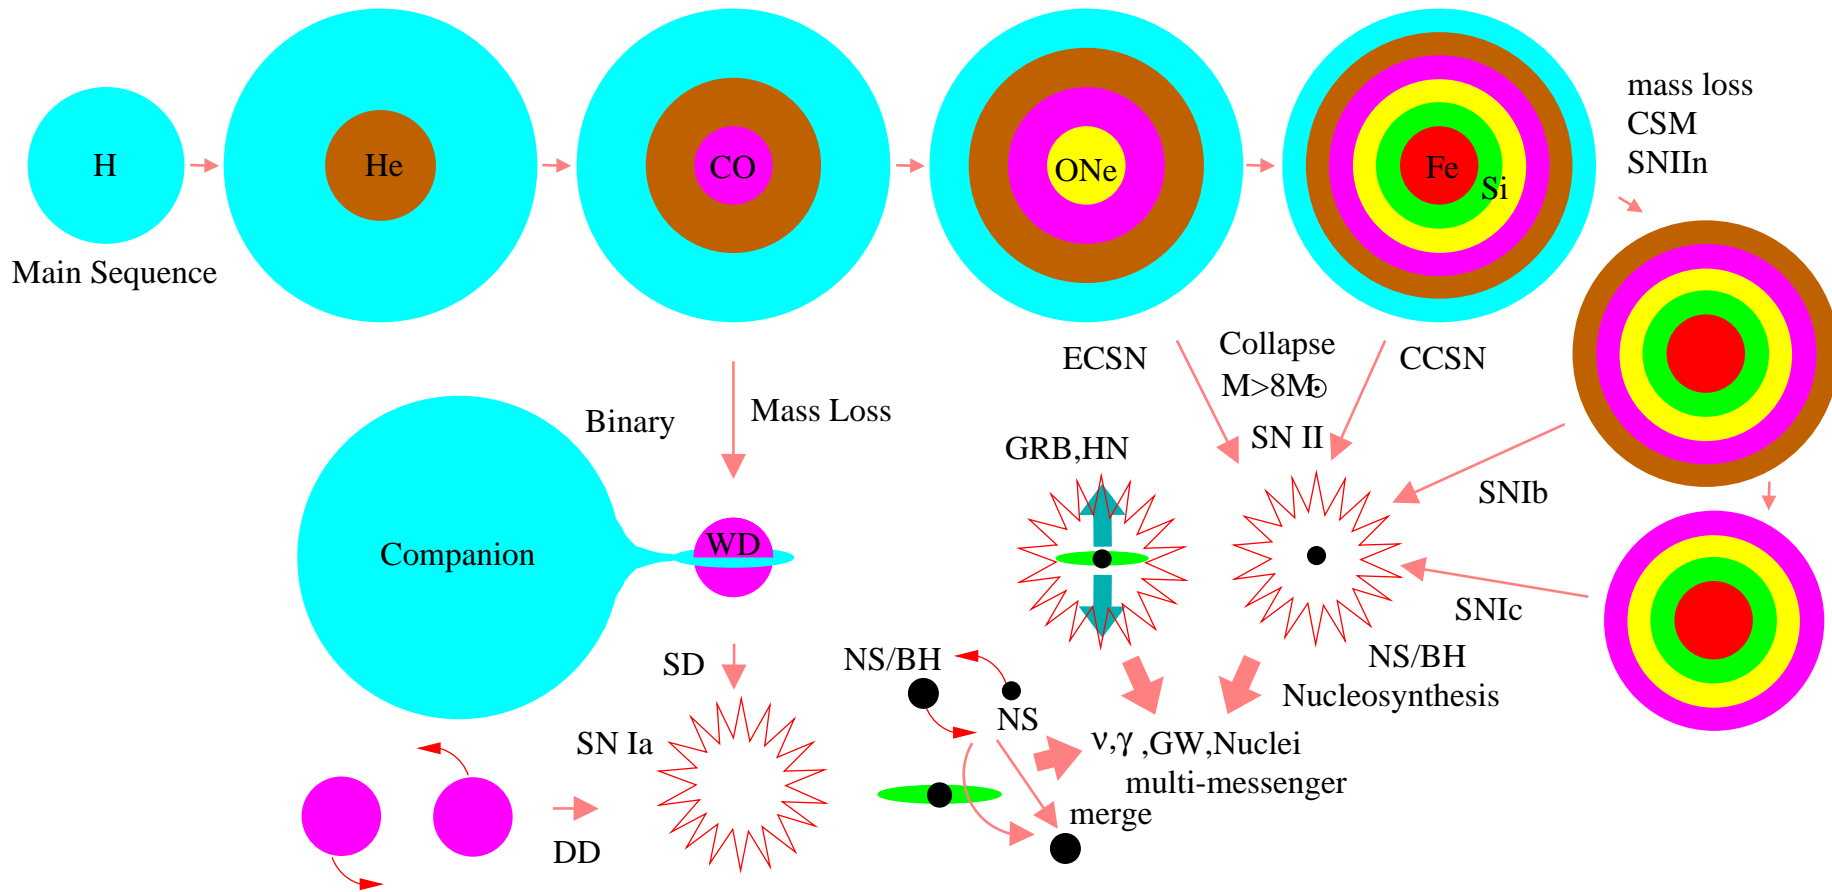 H
Main Sequence
He
CO
ONe
Fe
Si
mass loss
CSM
SNIIn
ECSN
Collapse
M>8M☉
CCSN
SN II
Binary
Mass Loss
GRB,HN
SNIb
Companion
WD
SNIc
SD
NS/BH
NS
NS/BH
Nucleosynthesis
SN Ia
ν,γ ,GW,Nuclei
multi-messenger
merge
DD